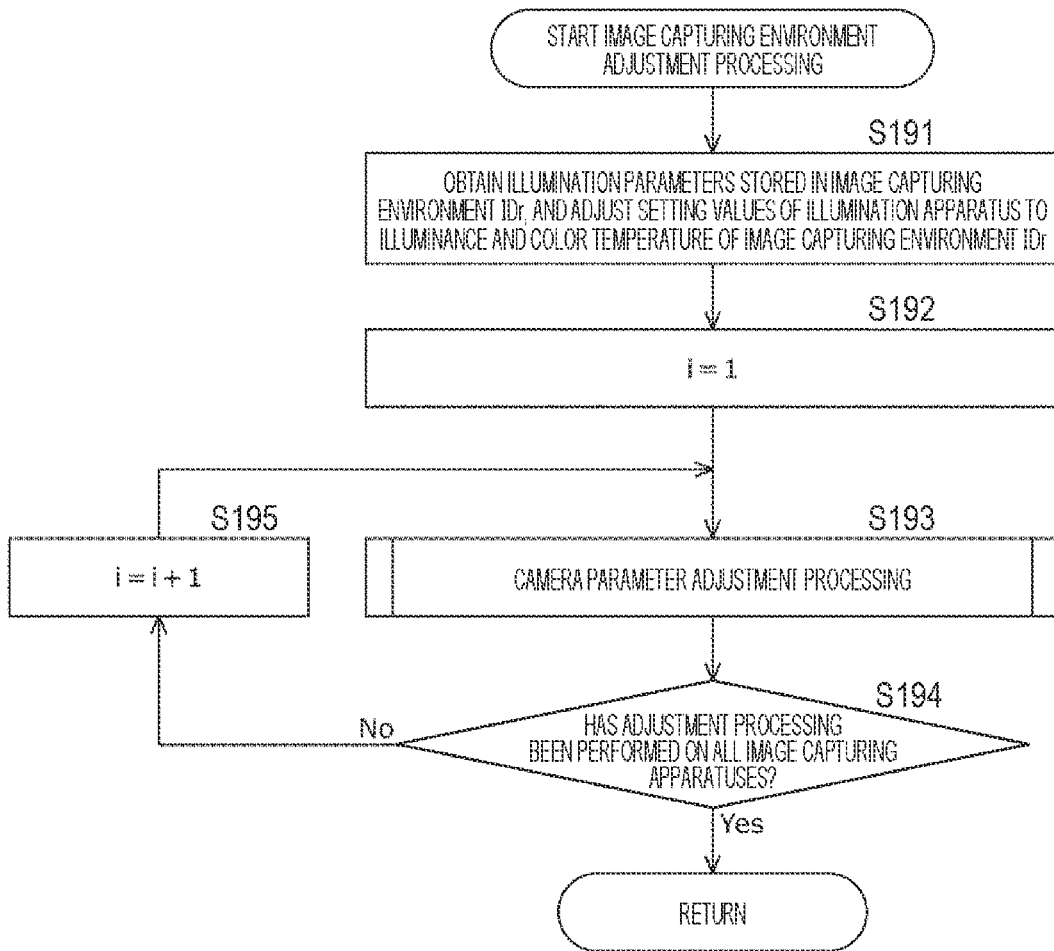 START IMAGE CAPTURING ENVIRONMENT
ADJUSTMENT PROCESSING
S191
OBTAIN ILLUMINATION PARAMETERS STORED IN IMAGE CAPTURING
ENVIRONMENT IDr, AND ADJUST SETTING VALUES OF ILLUMINATION APPARATUS TO
ILLUMINANCE AND COLOR TEMPERATURE OF IMAGE CAPTURING ENVIRONMENT IDr
S192
i = 1
S195
i = i + 1
S193
CAMERA PARAMETER ADJUSTMENT PROCESSING
S194
HAS ADJUSTMENT PROCESSING
BEEN PERFORMED ON ALL IMAGE CAPTURING
APPARATUSES?
No
Yes
RETURN